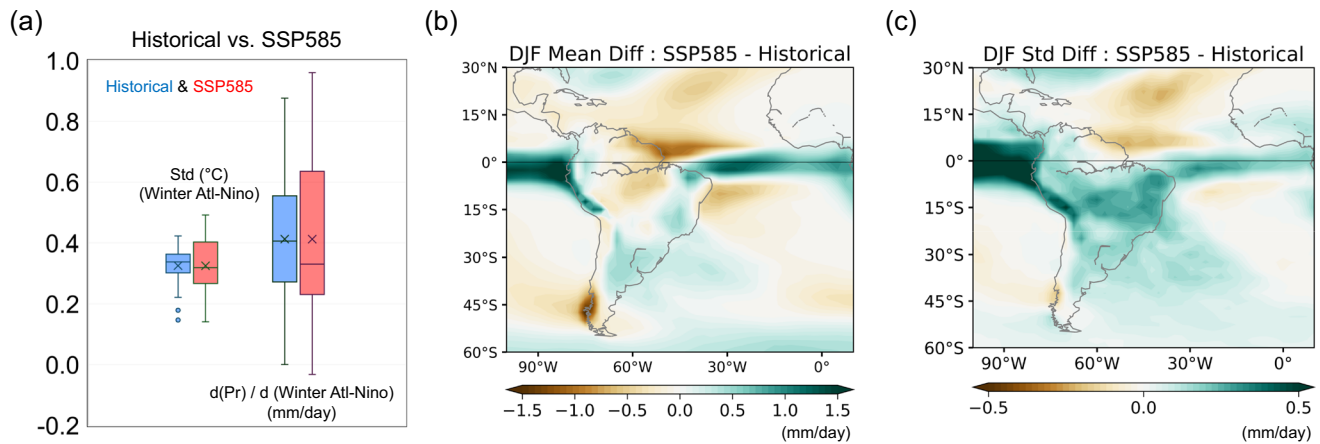 (a)
Historical vs. SSP585
1.0
0.8
0.6
0.4
0.2
0.0
-0.2
Historical & SSP585
Std (°C)
(Winter Atl-Nino)
d(Pr) / d (Winter Atl-Nino)
(mm/day)
(b)
DJF Mean Diff : SSP585 - Historical
30°N
15°N
0°
15°S
30°S
45°S
60°S
90°W 60°W 30°W 0°
−1.5 −1.0 −0.5 0.0 0.5 1.0 1.5
(mm/day)
(c)
DJF Std Diff : SSP585 - Historical
30°N
15°N
0°
15°S
30°S
45°S
60°S
90°W 60°W 30°W 0°
−0.5 0.0 0.5
(mm/day)